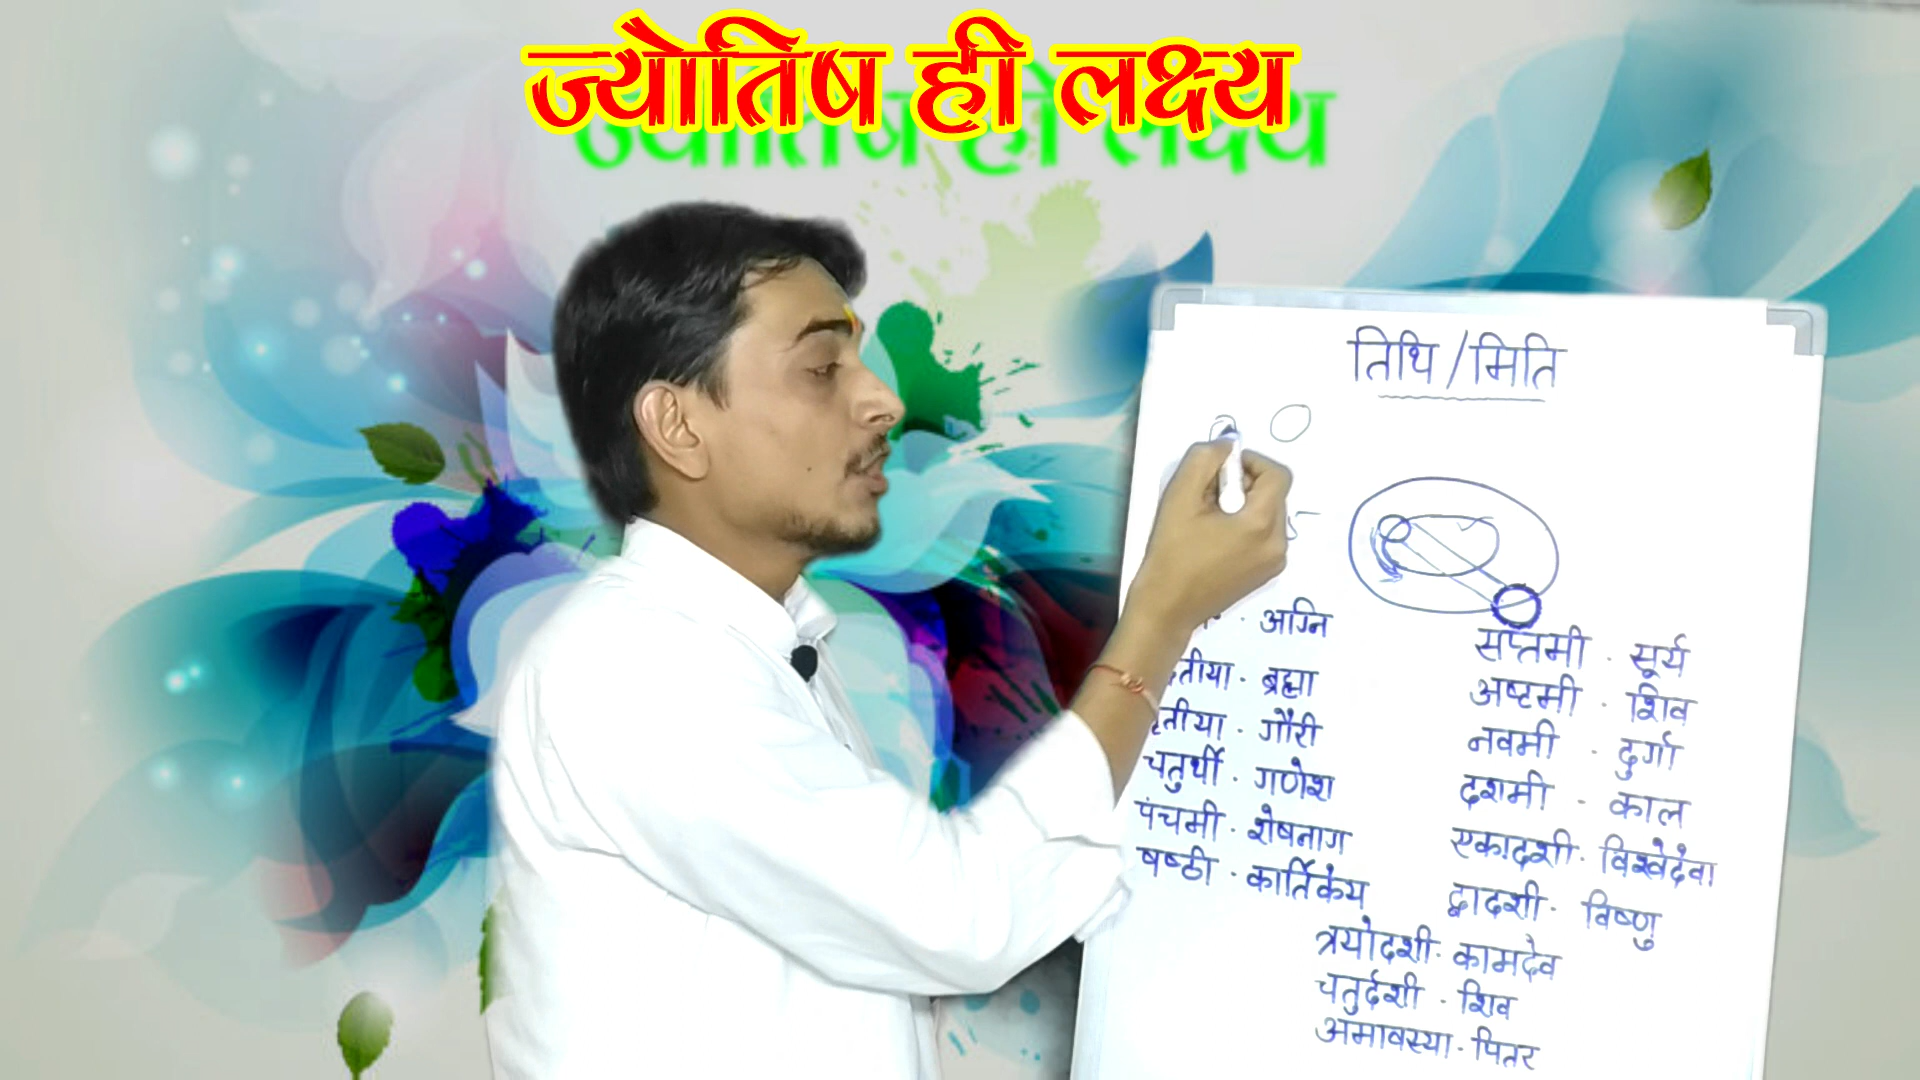 ज्योतिष ही लक्ष्य
तिथि / मिति
अग्नि
तीया · ब्रह्मा
तृतीया · गौरी
चतुर्थी · गणेश
पंचमी · शेषनाग
षष्ठी · कार्तिकेय
सप्तमी · सूर्य
अष्टमी · शिव
नवमी · दुर्गा
दशमी - काल
एकादशी · विश्वेदेवा
द्वादशी · विष्णु
त्रयोदशी · कामदेव
चतुर्दशी · शिव
अमावस्या · पितर